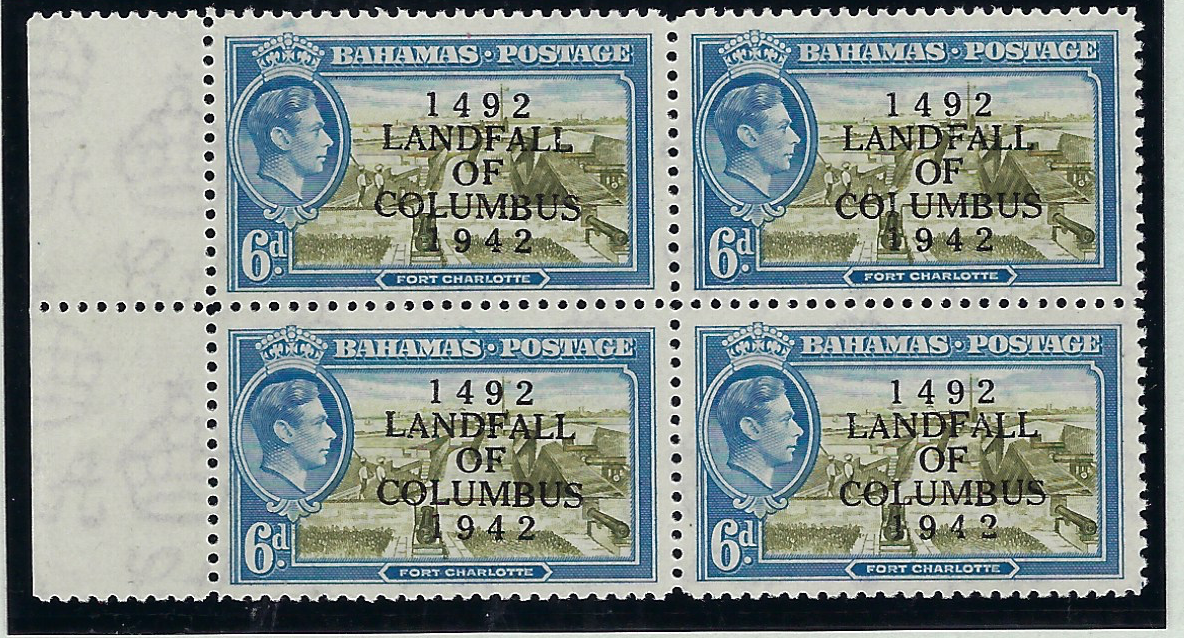 BAHAMAS · POSTAGE
1492
LANDFALL
OF
COLUMBUS
1942
6d.
FORT CHARLOTTE
BAHAMAS · POSTAGE
1492
LANDFALL
OF
COLUMBUS
1942
6d.
FORT CHARLOTTE
BAHAMAS · POSTAGE
1492
LANDFALL
OF
COLUMBUS
1942
6d.
FORT CHARLOTTE
BAHAMAS · POSTAGE
1492
LANDFALL
OF
COLUMBUS
1942
6d.
FORT CHARLOTTE